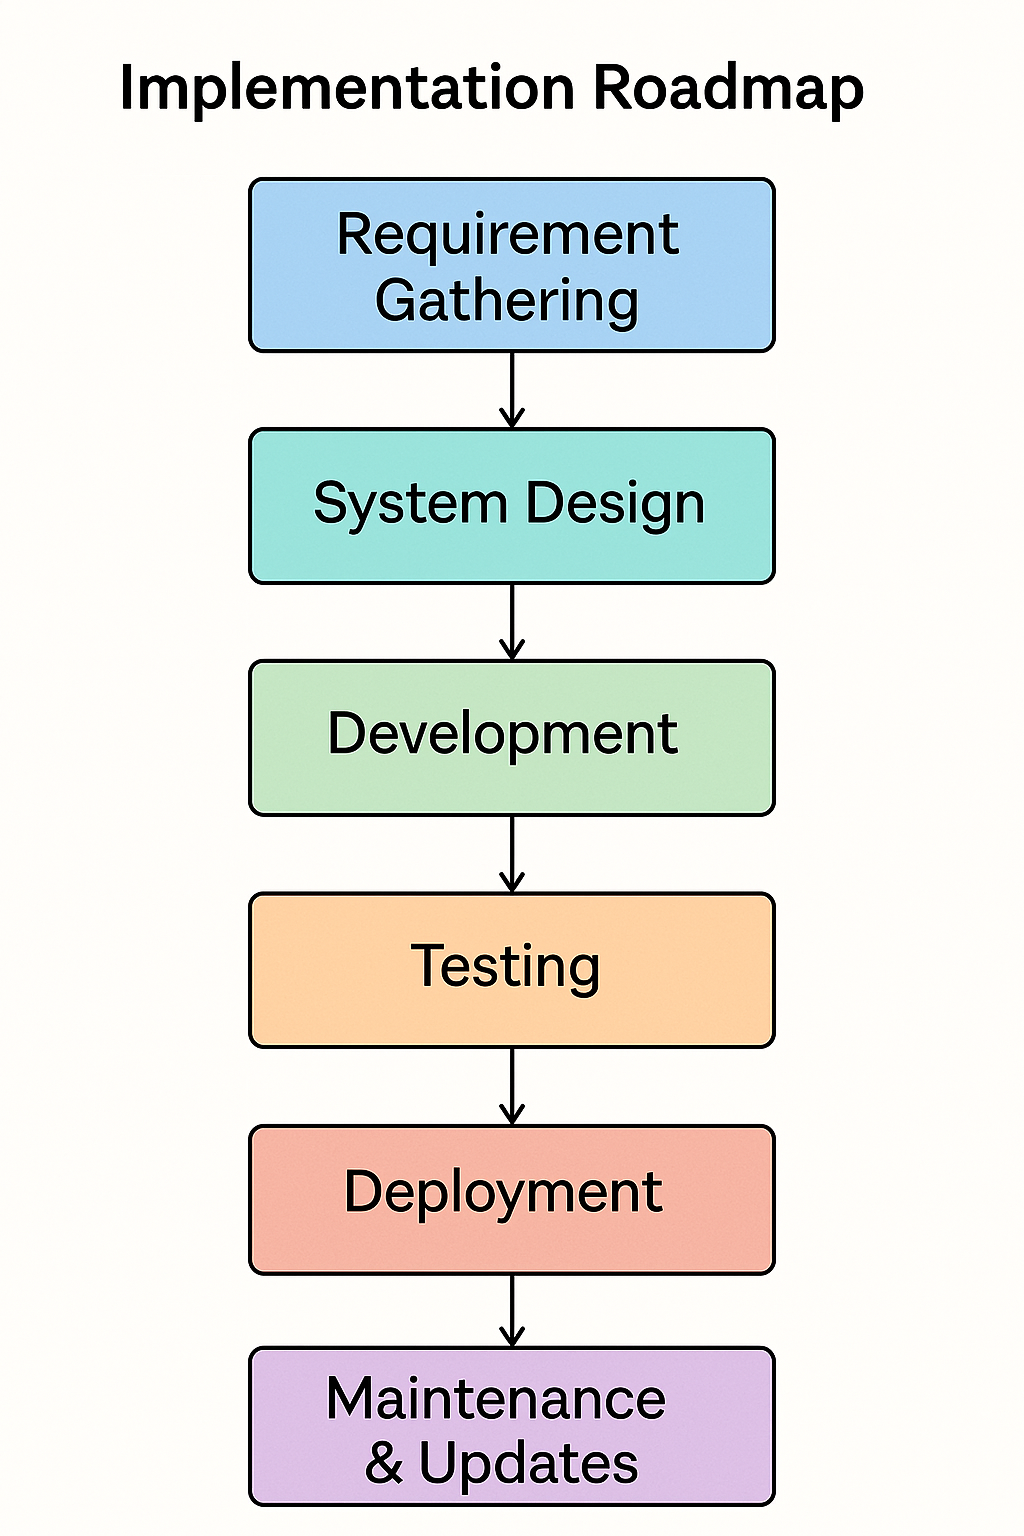 Implementation Roadmap
Requirement
Gathering
System Design
Development
Testing
Deployment
Maintenance
& Updates